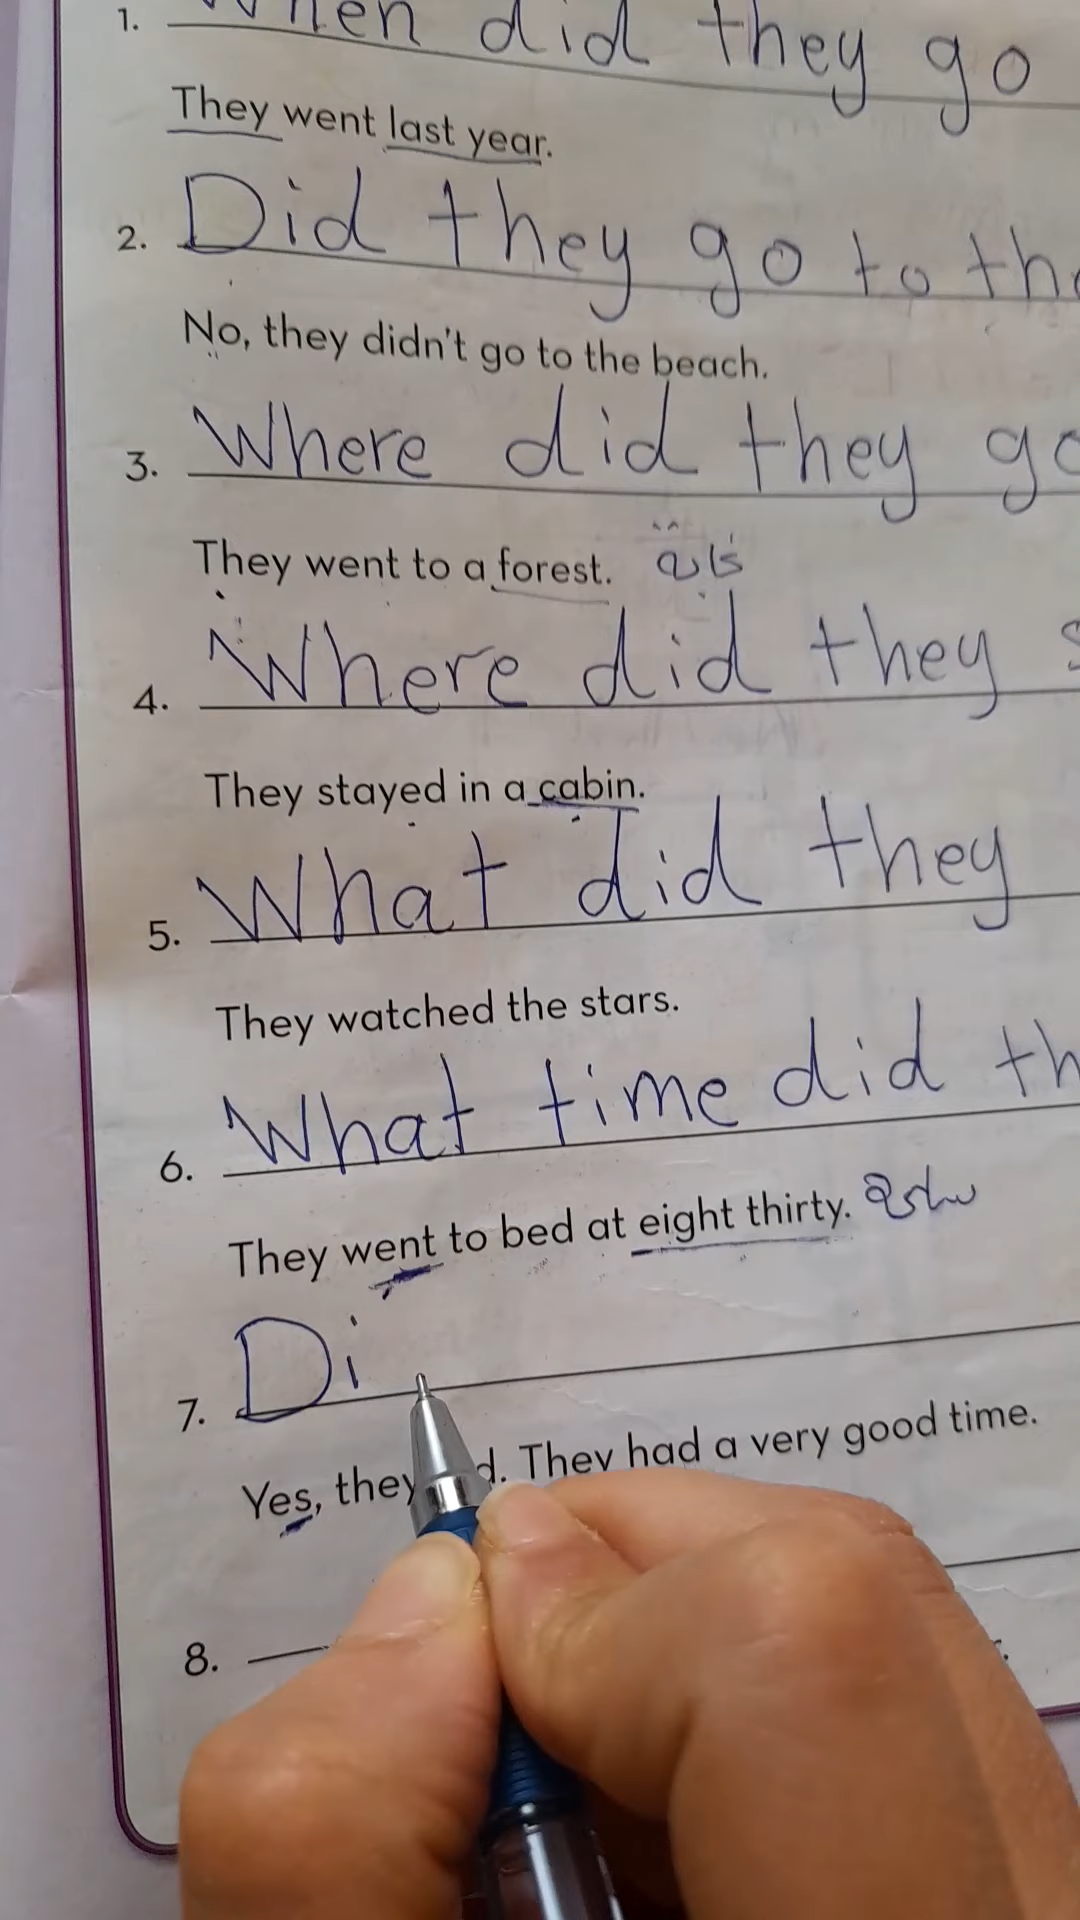 1. When did they go
They went last year.
2. Did they go to the
No, they didn't go to the beach.
3. Where did they go
They went to a forest.
4. Where did they s
They stayed in a cabin.
5. What did they
They watched the stars.
6. What time did th
They went to bed at eight thirty.
7. Di
Yes, they d. They had a very good time.
8.